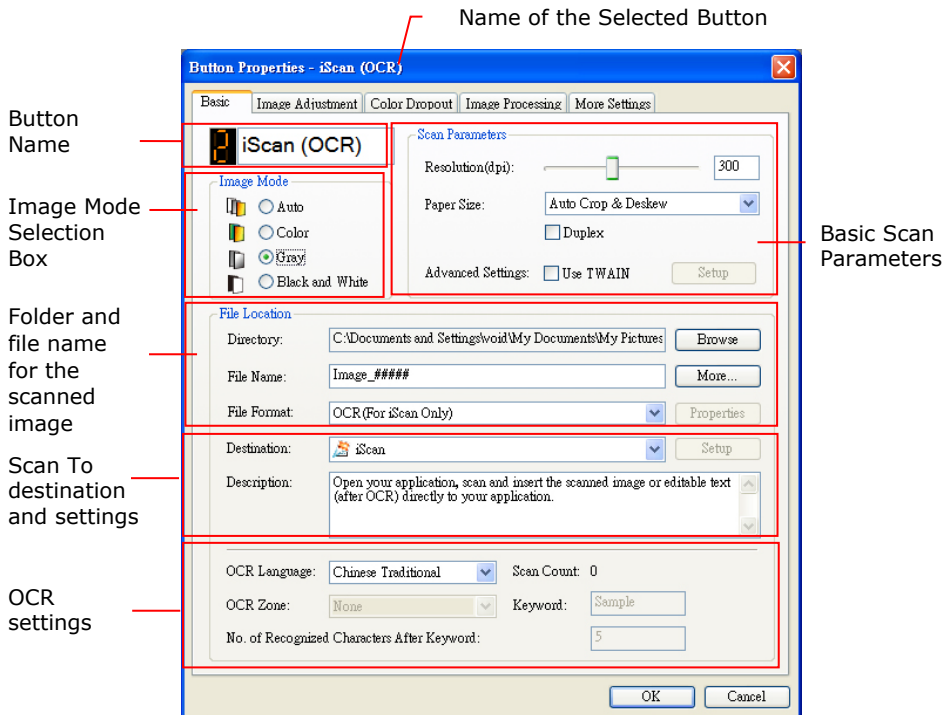 Name of the Selected Button
Button Properties - iScan (OCR)
Basic
Image Adjustment
Color Dropout
Image Processing
More Settings
Button
Name
2
iScan (OCR)
Image Mode
Selection
Box
Image Mode
Auto
Color
Gray
Black and White
Scan Parameters
Resolution(dpi):
300
Paper Size:
Auto Crop & Deskew
Duplex
Advanced Settings:
Use TWAIN
Setup
Basic Scan
Parameters
Folder and
file name
for the
scanned
image
File Location
Directory:
C:\Documents and Settings\void\My Documents\My Pictures
Browse
File Name:
Image_#####
More...
File Format:
OCR(For iScan Only)
Properties
Scan To
destination
and settings
Destination:
iScan
Setup
Description:
Open your application, scan and insert the scanned image or editable text
(after OCR) directly to your application.
OCR
settings
OCR Language:
Chinese Traditional
Scan Count: 0
OCR Zone:
None
Keyword:
Sample
No. of Recognized Characters After Keyword:
5
OK
Cancel